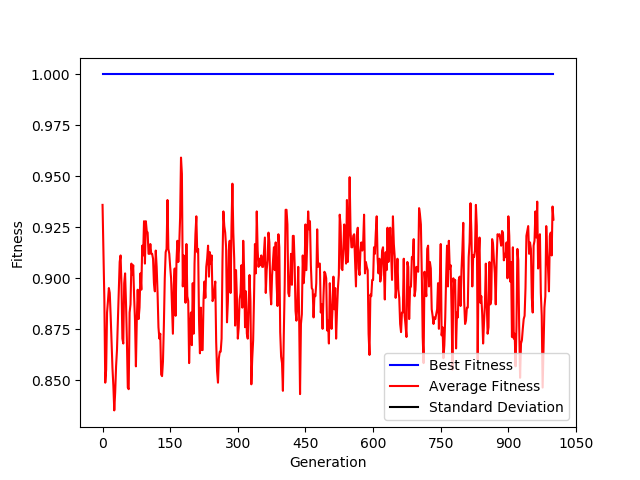 1.000
0.975
0.950
0.925
0.900
0.875
0.850
Fitness
Best Fitness
Average Fitness
Standard Deviation
0 150 300 450 600 750 900 1050
Generation